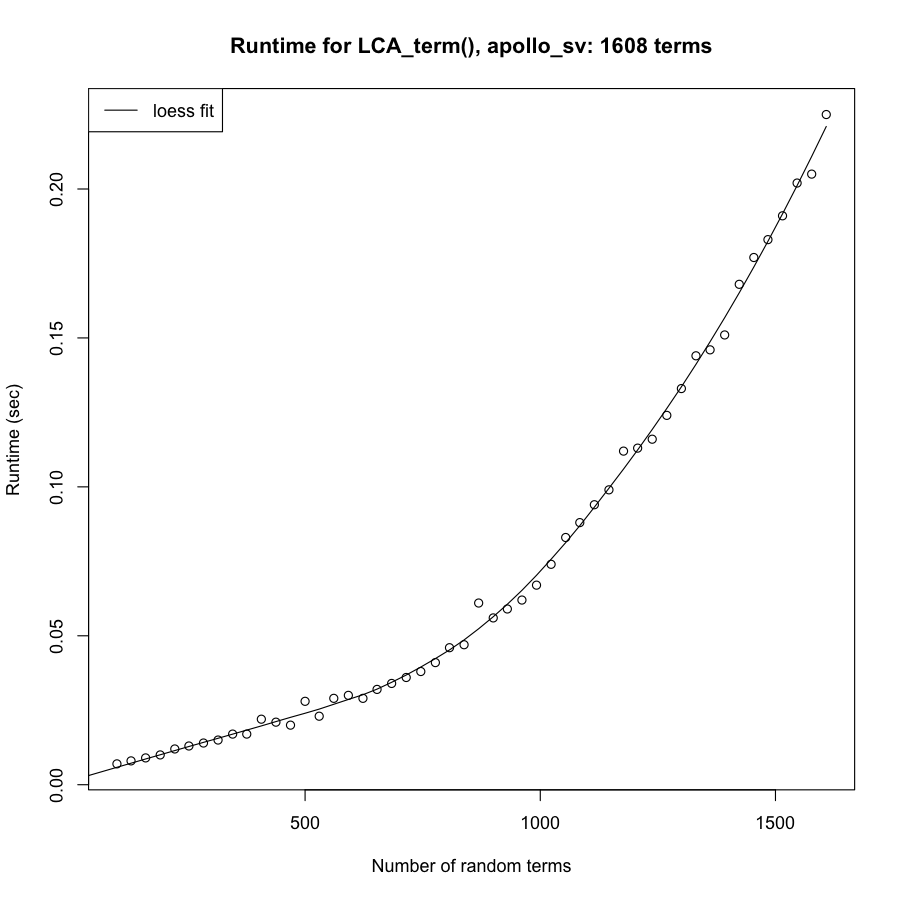 Runtime for LCA_term(), apollo_sv: 1608 terms
loess fit
0.20
0.15
0.10
0.05
0.00
Runtime (sec)
500 1000 1500
Number of random terms